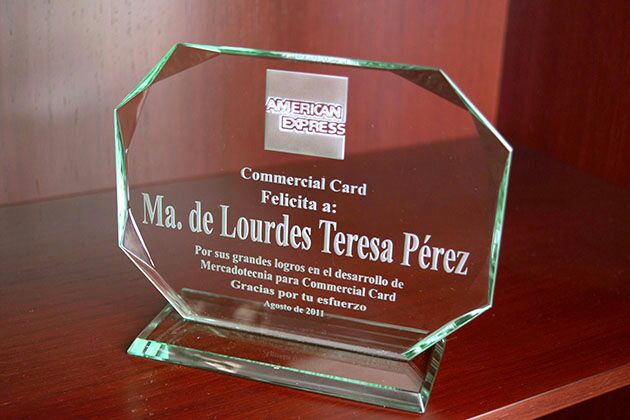 AMERICAN
EXPRESS
Commercial Card
Felicita a:
Ma. de Lourdes Teresa Pérez
Por sus grandes logros en el desarrollo de
Mercadotecnia para Commercial Card
Gracias por tu esfuerzo
Agosto de 2011